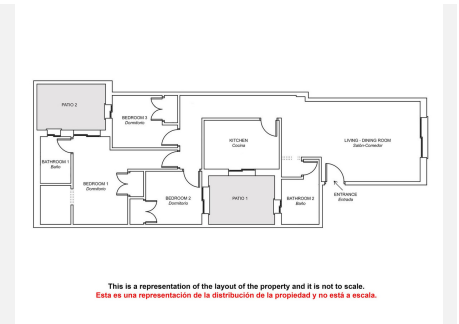 PATIO 2
BEDROOM 3
Dormitorio
KITCHEN
Cocina
LIVING - DINING ROOM
Salón-Comedor
BATHROOM 1
Baño
BEDROOM 1
Dormitorio
BEDROOM 2
Dormitorio
PATIO 1
BATHROOM 2
Baño
ENTRANCE
Entrada
This is a representation of the layout of the property and it is not to scale.
Esta es una representación de la distribución de la propiedad y no está a escala.